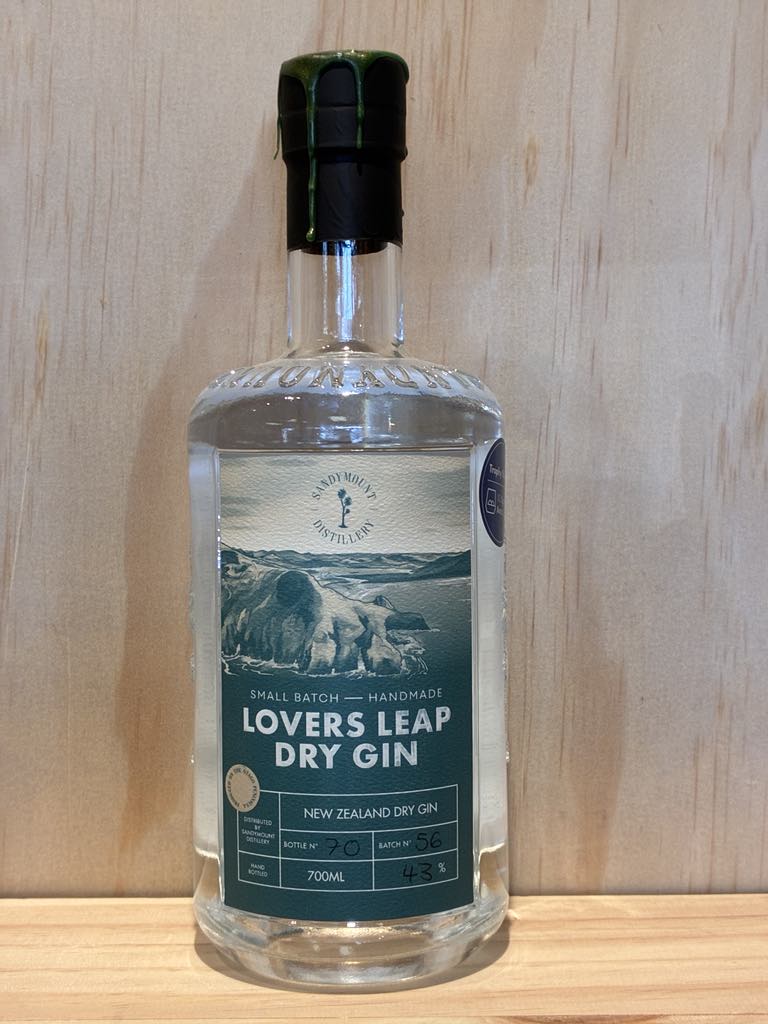 SANDYMOUNT
DISTILLERY
Trophy
SMALL BATCH — HANDMADE
LOVERS LEAP
DRY GIN
NEW ZEALAND DRY GIN
DISTRIBUTED
BY
SANDYMOUNT
DISTILLERY
BOTTLE Nº 70
BATCH Nº 56
HAND
BOTTLED
700ML
43%